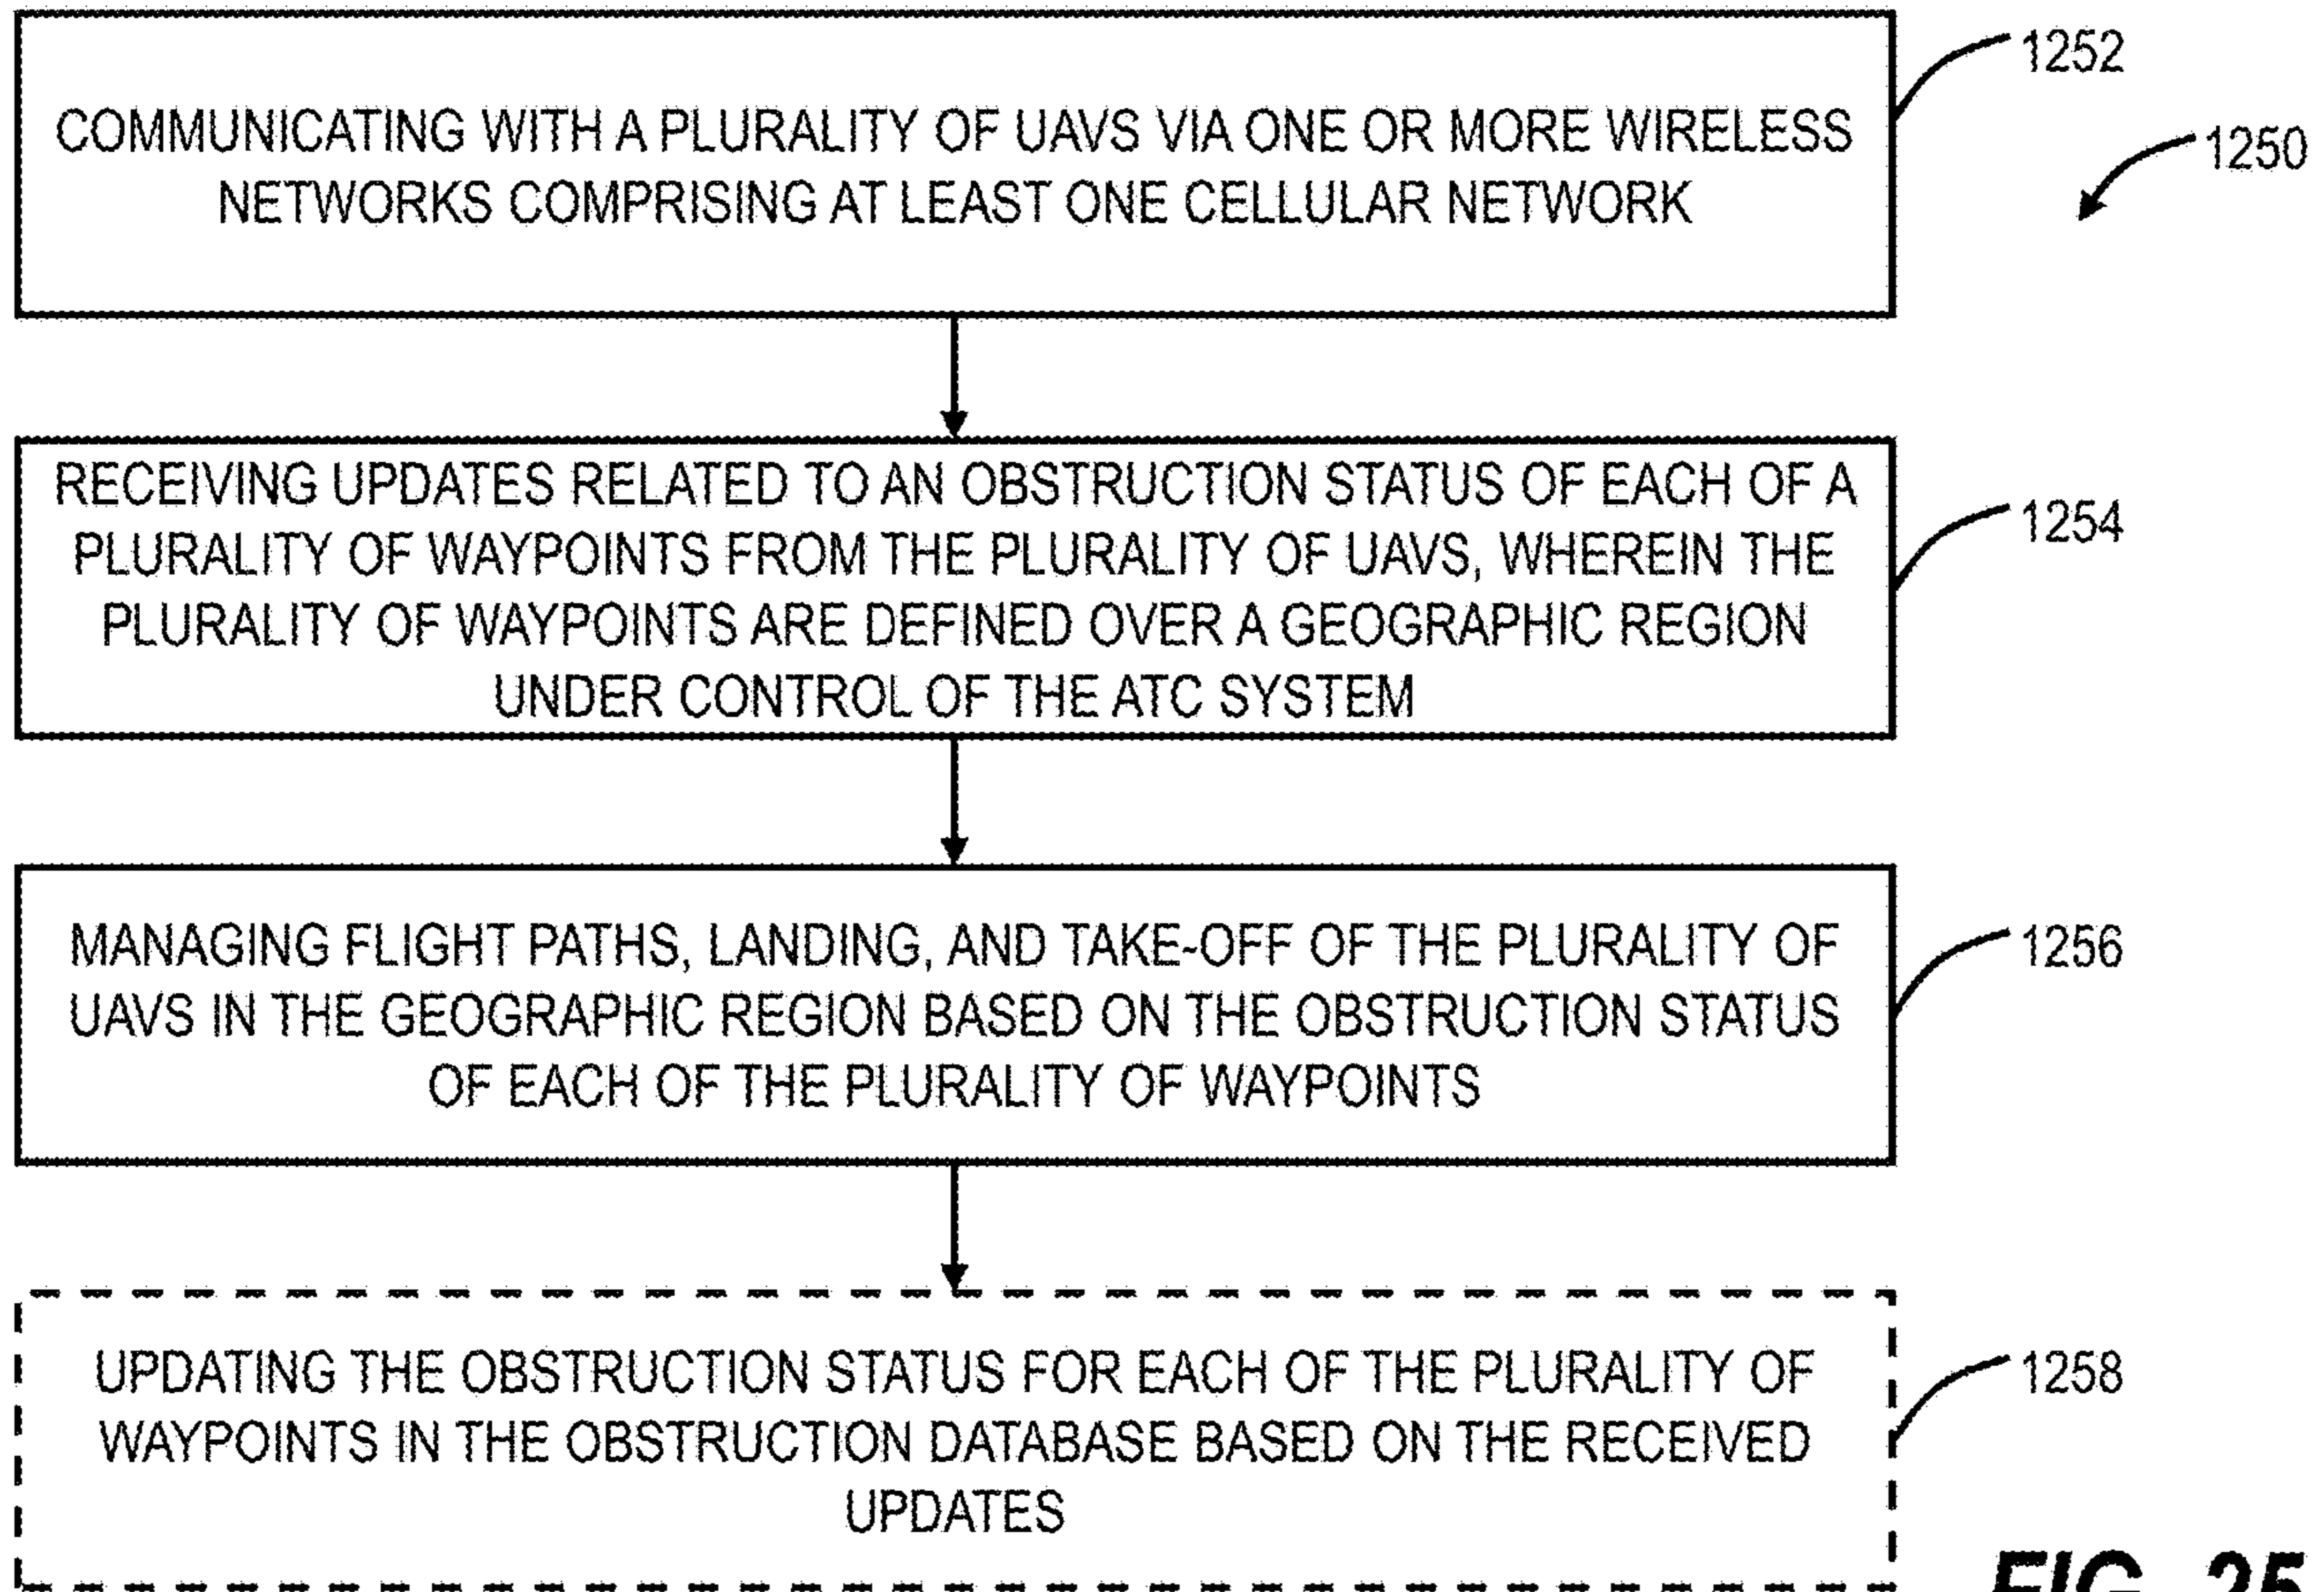 COMMUNICATING WITH A PLURALITY OF UAVS VIA ONE OR MORE WIRELESS
NETWORKS COMPRISING AT LEAST ONE CELLULAR NETWORK
1252
1250
RECEIVING UPDATES RELATED TO AN OBSTRUCTION STATUS OF EACH OF A
PLURALITY OF WAYPOINTS FROM THE PLURALITY OF UAVS, WHEREIN THE
PLURALITY OF WAYPOINTS ARE DEFINED OVER A GEOGRAPHIC REGION
UNDER CONTROL OF THE ATC SYSTEM
1254
MANAGING FLIGHT PATHS, LANDING, AND TAKE-OFF OF THE PLURALITY OF
UAVS IN THE GEOGRAPHIC REGION BASED ON THE OBSTRUCTION STATUS
OF EACH OF THE PLURALITY OF WAYPOINTS
1256
UPDATING THE OBSTRUCTION STATUS FOR EACH OF THE PLURALITY OF
WAYPOINTS IN THE OBSTRUCTION DATABASE BASED ON THE RECEIVED
UPDATES
1258
FIG. 25